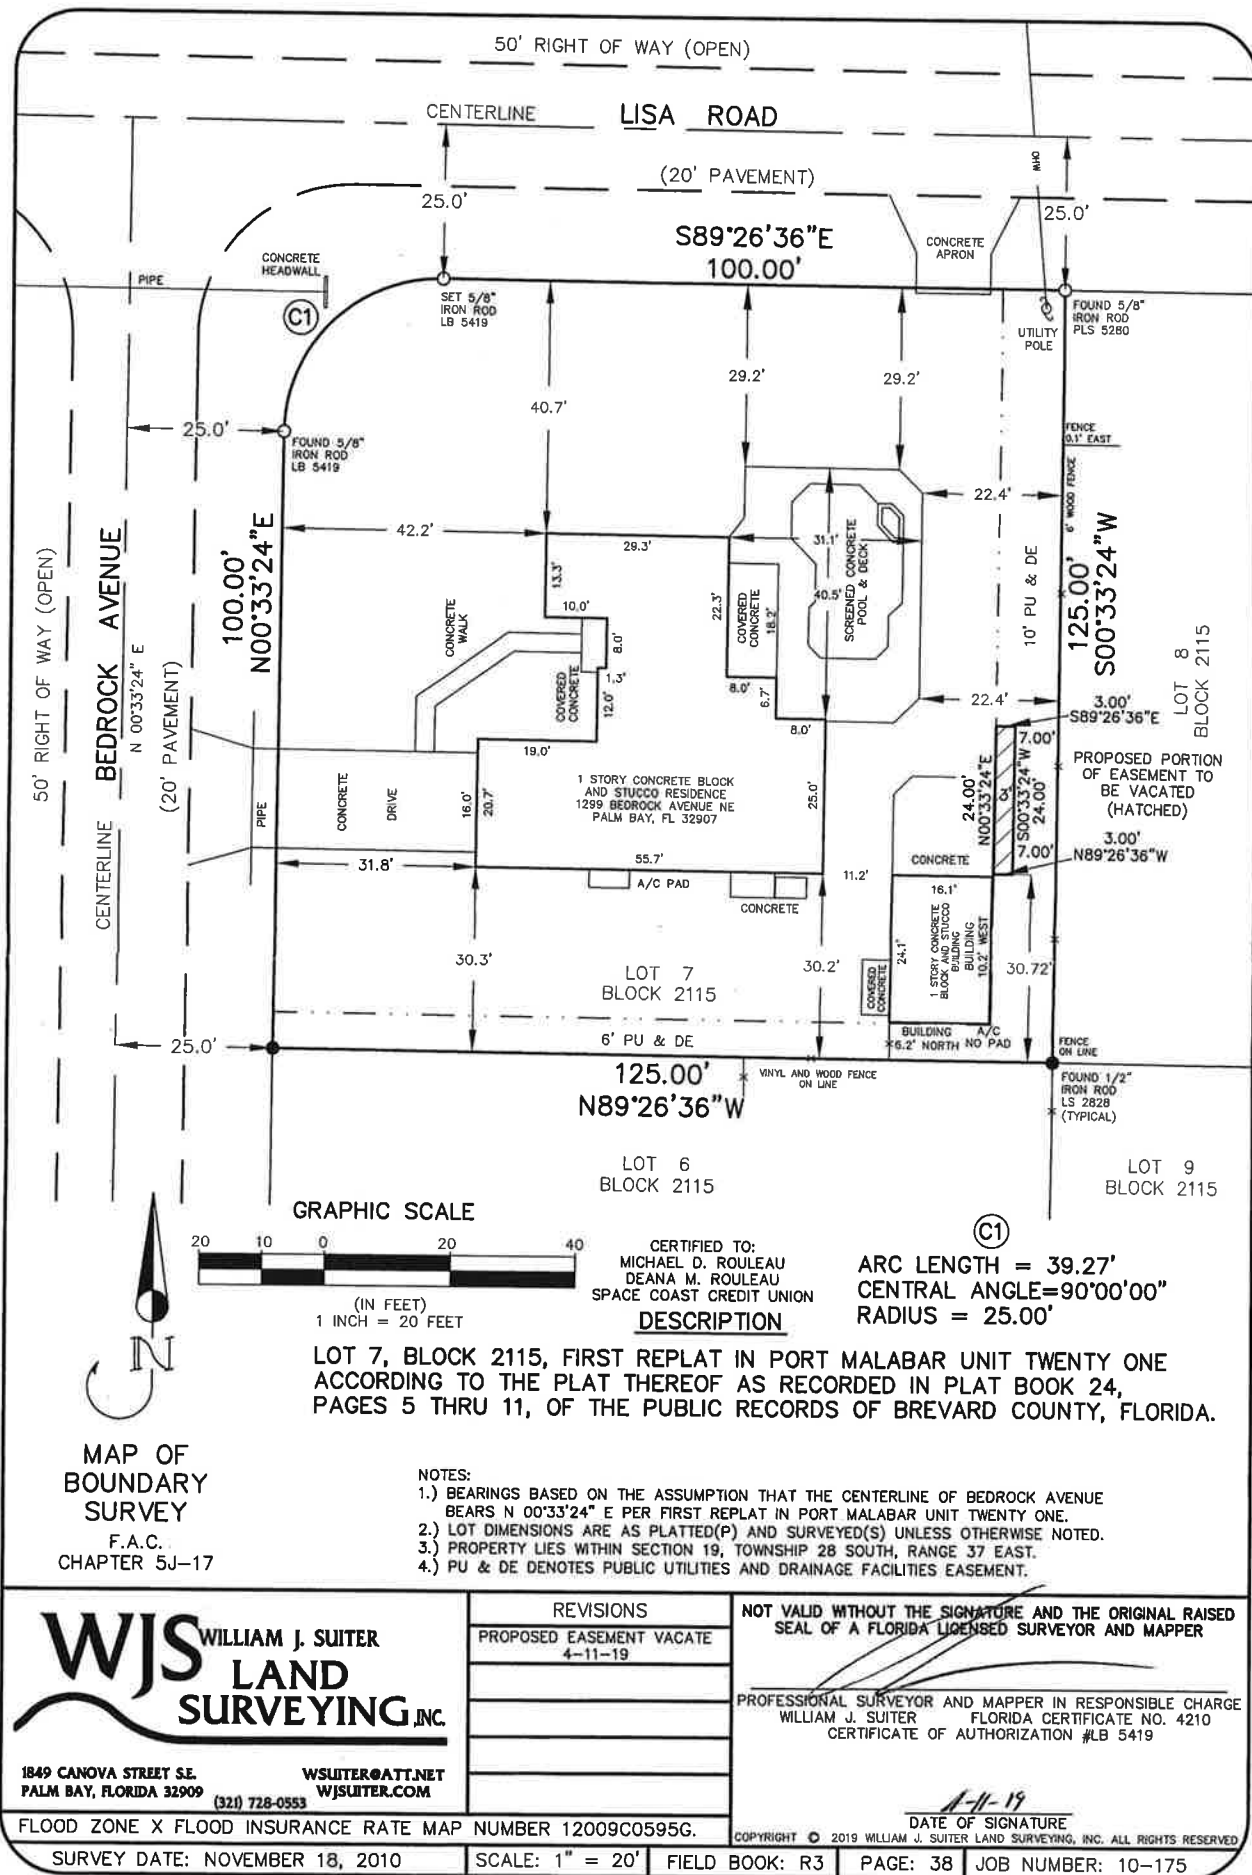 50' RIGHT OF WAY (OPEN)
CENTERLINE
LISA ROAD
(20' PAVEMENT)
OHW
25.0'
25.0'
S89°26'36"E
100.00'
CONCRETE
APRON
CONCRETE
HEADWALL
PIPE
C1
SET 5/8"
IRON ROD
LB 5419
UTILITY
POLE
FOUND 5/8"
IRON ROD
PLS 5280
29.2'
29.2'
40.7'
25.0'
FOUND 5/8"
IRON ROD
LB 5419
FENCE
0.1' EAST
6' WOOD FENCE
22.4'
42.2'
29.3'
31.1'
40.5'
SCREENED CONCRETE
POOL & DECK
10' PU & DE
125.00'
S00°33'24"W
50' RIGHT OF WAY (OPEN)
CENTERLINE
BEDROCK AVENUE
N 00°33'24" E
(20' PAVEMENT)
100.00'
N00°33'24"E
13.3'
10.0'
8.0'
1.3'
12.0'
CONCRETE
WALK
COVERED
CONCRETE
22.3'
COVERED
CONCRETE
18.2'
8.0'
6.7'
8.0'
22.4'
LOT 8
BLOCK 2115
3.00'
S89°26'36"E
7.00'
19.0'
PIPE
CONCRETE
DRIVE
16.0'
20.7'
1 STORY CONCRETE BLOCK
AND STUCCO RESIDENCE
1299 BEDROCK AVENUE NE
PALM BAY, FL 32907
25.0'
24.00'
N00°33'24"E
3'
S00°33'24"W
24.00'
PROPOSED PORTION
OF EASEMENT TO
BE VACATED
(HATCHED)
7.00'
3.00'
N89°26'36"W
31.8'
55.7'
A/C PAD
CONCRETE
11.2'
CONCRETE
16.1'
24.1'
1 STORY CONCRETE
BLOCK AND STUCCO
BUILDING
BUILDING
10.2' WEST
COVERED
CONCRETE
30.3'
30.2'
30.72'
LOT 7
BLOCK 2115
25.0'
6' PU & DE
BUILDING
6.2' NORTH
A/C
NO PAD
FENCE
ON LINE
125.00'
N89°26'36"W
VINYL AND WOOD FENCE
ON LINE
FOUND 1/2"
IRON ROD
LS 2828
(TYPICAL)
LOT 6
BLOCK 2115
LOT 9
BLOCK 2115
GRAPHIC SCALE
20 10 0 20 40
(IN FEET)
1 INCH = 20 FEET
N
CERTIFIED TO:
MICHAEL D. ROULEAU
DEANA M. ROULEAU
SPACE COAST CREDIT UNION
C1
ARC LENGTH = 39.27'
CENTRAL ANGLE=90°00'00"
RADIUS = 25.00'
DESCRIPTION
LOT 7, BLOCK 2115, FIRST REPLAT IN PORT MALABAR UNIT TWENTY ONE
ACCORDING TO THE PLAT THEREOF AS RECORDED IN PLAT BOOK 24,
PAGES 5 THRU 11, OF THE PUBLIC RECORDS OF BREVARD COUNTY, FLORIDA.
MAP OF
BOUNDARY
SURVEY
F.A.C.
CHAPTER 5J-17
NOTES:
1.) BEARINGS BASED ON THE ASSUMPTION THAT THE CENTERLINE OF BEDROCK AVENUE
BEARS N 00°33'24" E PER FIRST REPLAT IN PORT MALABAR UNIT TWENTY ONE.
2.) LOT DIMENSIONS ARE AS PLATTED(P) AND SURVEYED(S) UNLESS OTHERWISE NOTED.
3.) PROPERTY LIES WITHIN SECTION 19, TOWNSHIP 28 SOUTH, RANGE 37 EAST.
4.) PU & DE DENOTES PUBLIC UTILITIES AND DRAINAGE FACILITIES EASEMENT.
WJS WILLIAM J. SUITER
LAND
SURVEYING, INC.
1849 CANOVA STREET S.E.
PALM BAY, FLORIDA 32909
(321) 728-0553
WSUITER@ATT.NET
WJSUITER.COM
REVISIONS
PROPOSED EASEMENT VACATE
4-11-19
NOT VALID WITHOUT THE SIGNATURE AND THE ORIGINAL RAISED
SEAL OF A FLORIDA LICENSED SURVEYOR AND MAPPER
PROFESSIONAL SURVEYOR AND MAPPER IN RESPONSIBLE CHARGE
WILLIAM J. SUITER FLORIDA CERTIFICATE NO. 4210
CERTIFICATE OF AUTHORIZATION #LB 5419
4-11-19
DATE OF SIGNATURE
COPYRIGHT © 2019 WILLIAM J. SUITER LAND SURVEYING, INC. ALL RIGHTS RESERVED
FLOOD ZONE X FLOOD INSURANCE RATE MAP NUMBER 12009C0595G.
SURVEY DATE: NOVEMBER 18, 2010
SCALE: 1" = 20'
FIELD BOOK: R3
PAGE: 38
JOB NUMBER: 10-175